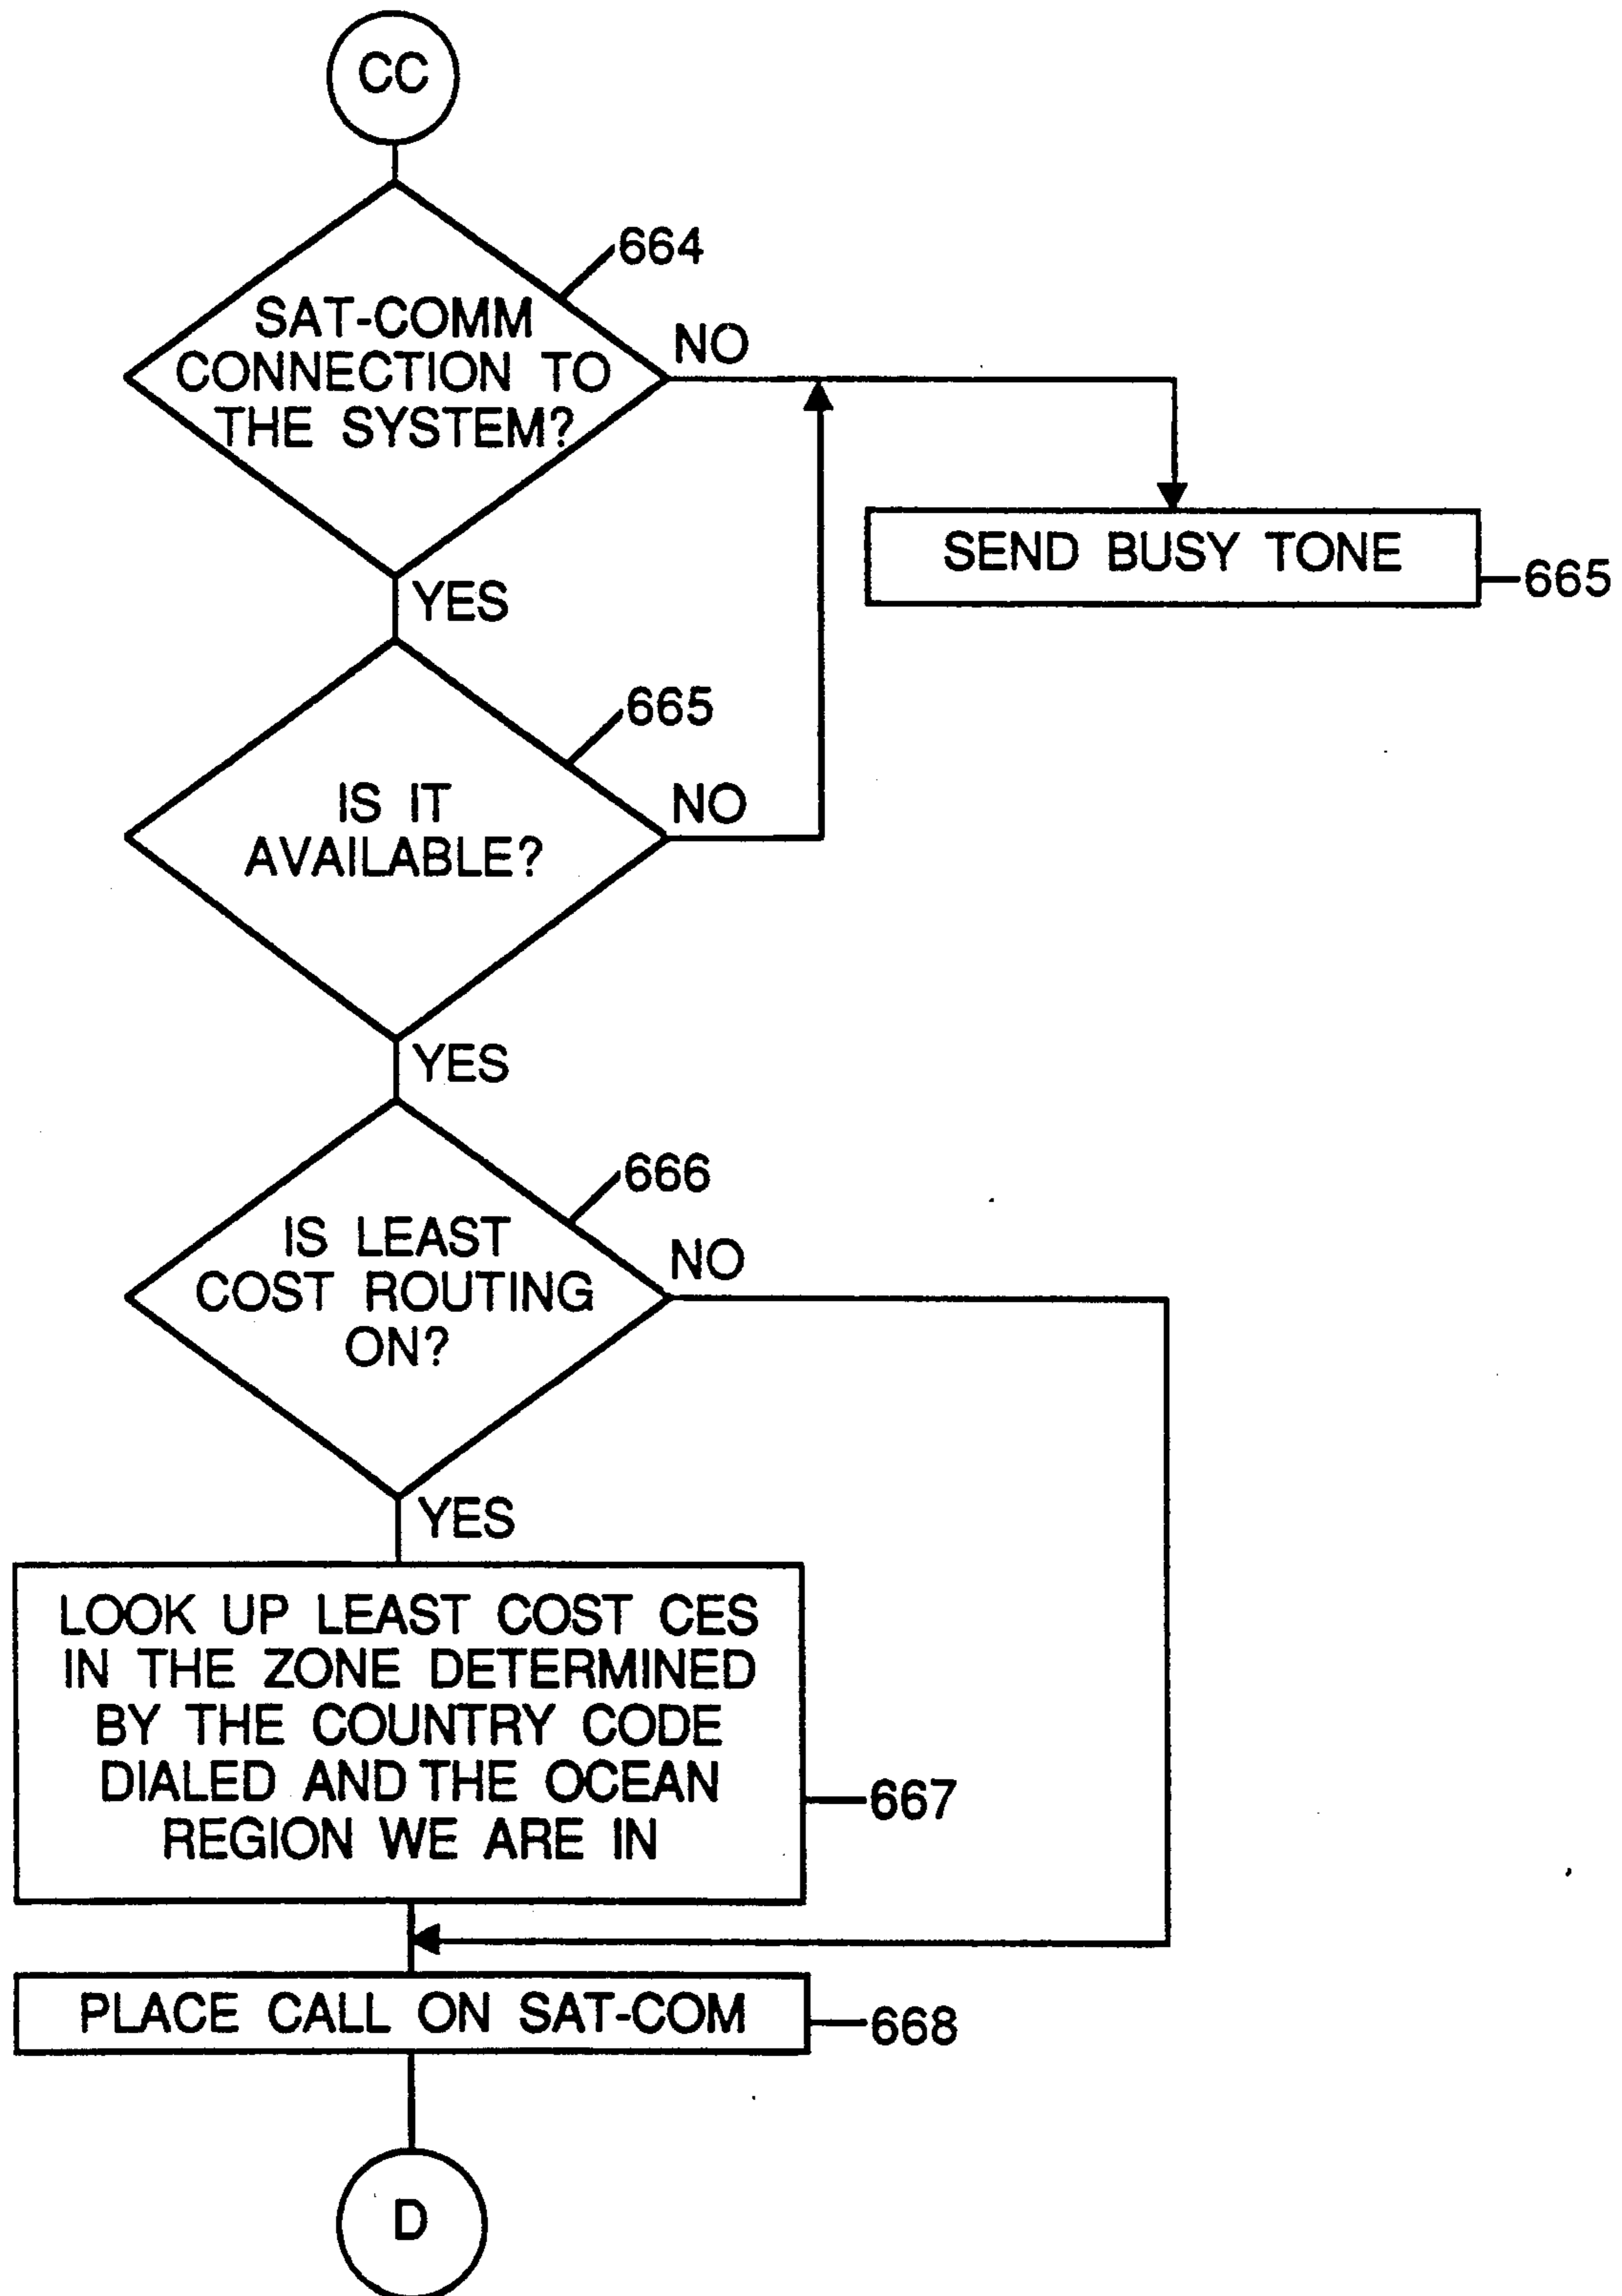 CC
664
SAT-COMM
CONNECTION TO
THE SYSTEM?
NO
SEND BUSY TONE
665
YES
665
IS IT
AVAILABLE?
NO
YES
666
IS LEAST
COST ROUTING
ON?
NO
YES
LOOK UP LEAST COST CES
IN THE ZONE DETERMINED
BY THE COUNTRY CODE
DIALED AND THE OCEAN
REGION WE ARE IN
667
PLACE CALL ON SAT-COM
668
D